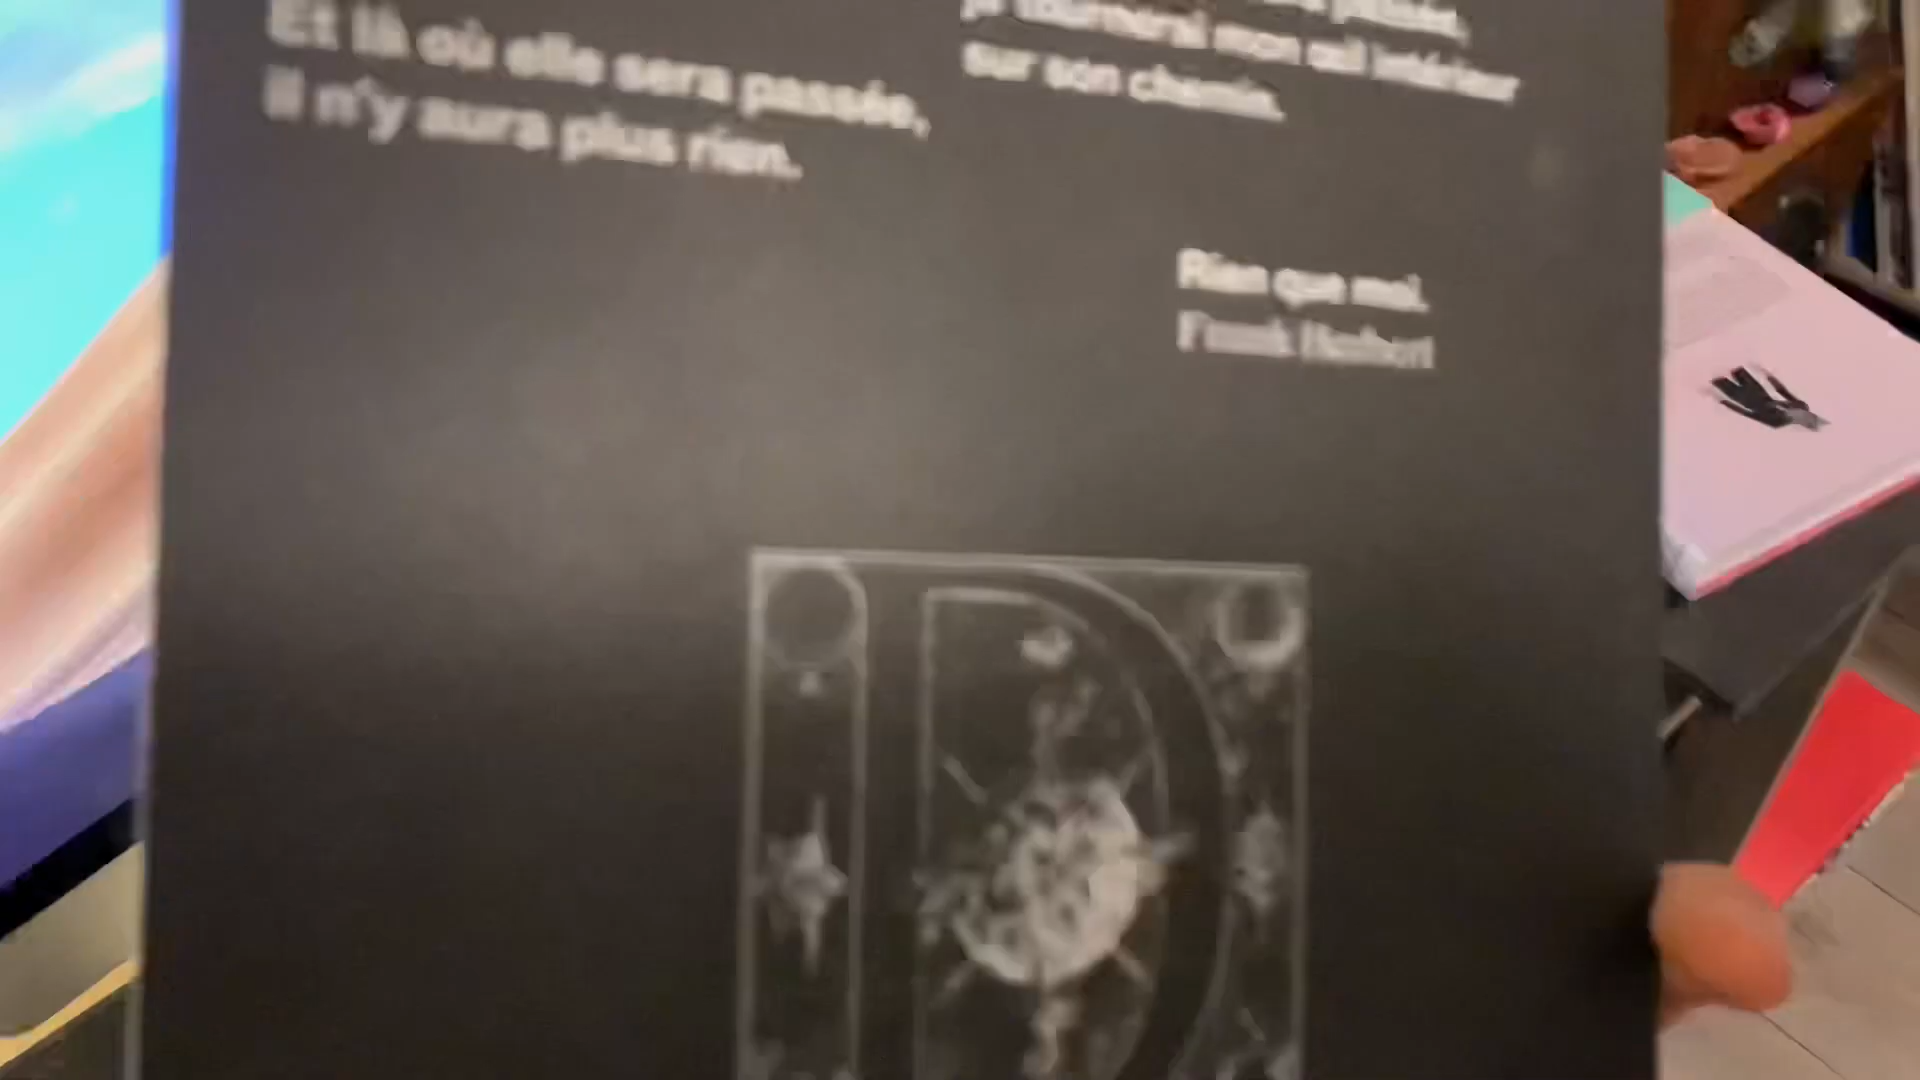 Et là où elle sera passée,
il n'y aura plus rien.
passée,
je tournerai mon œil intérieur
sur son chemin.
Rien que moi.
Frank Herbert